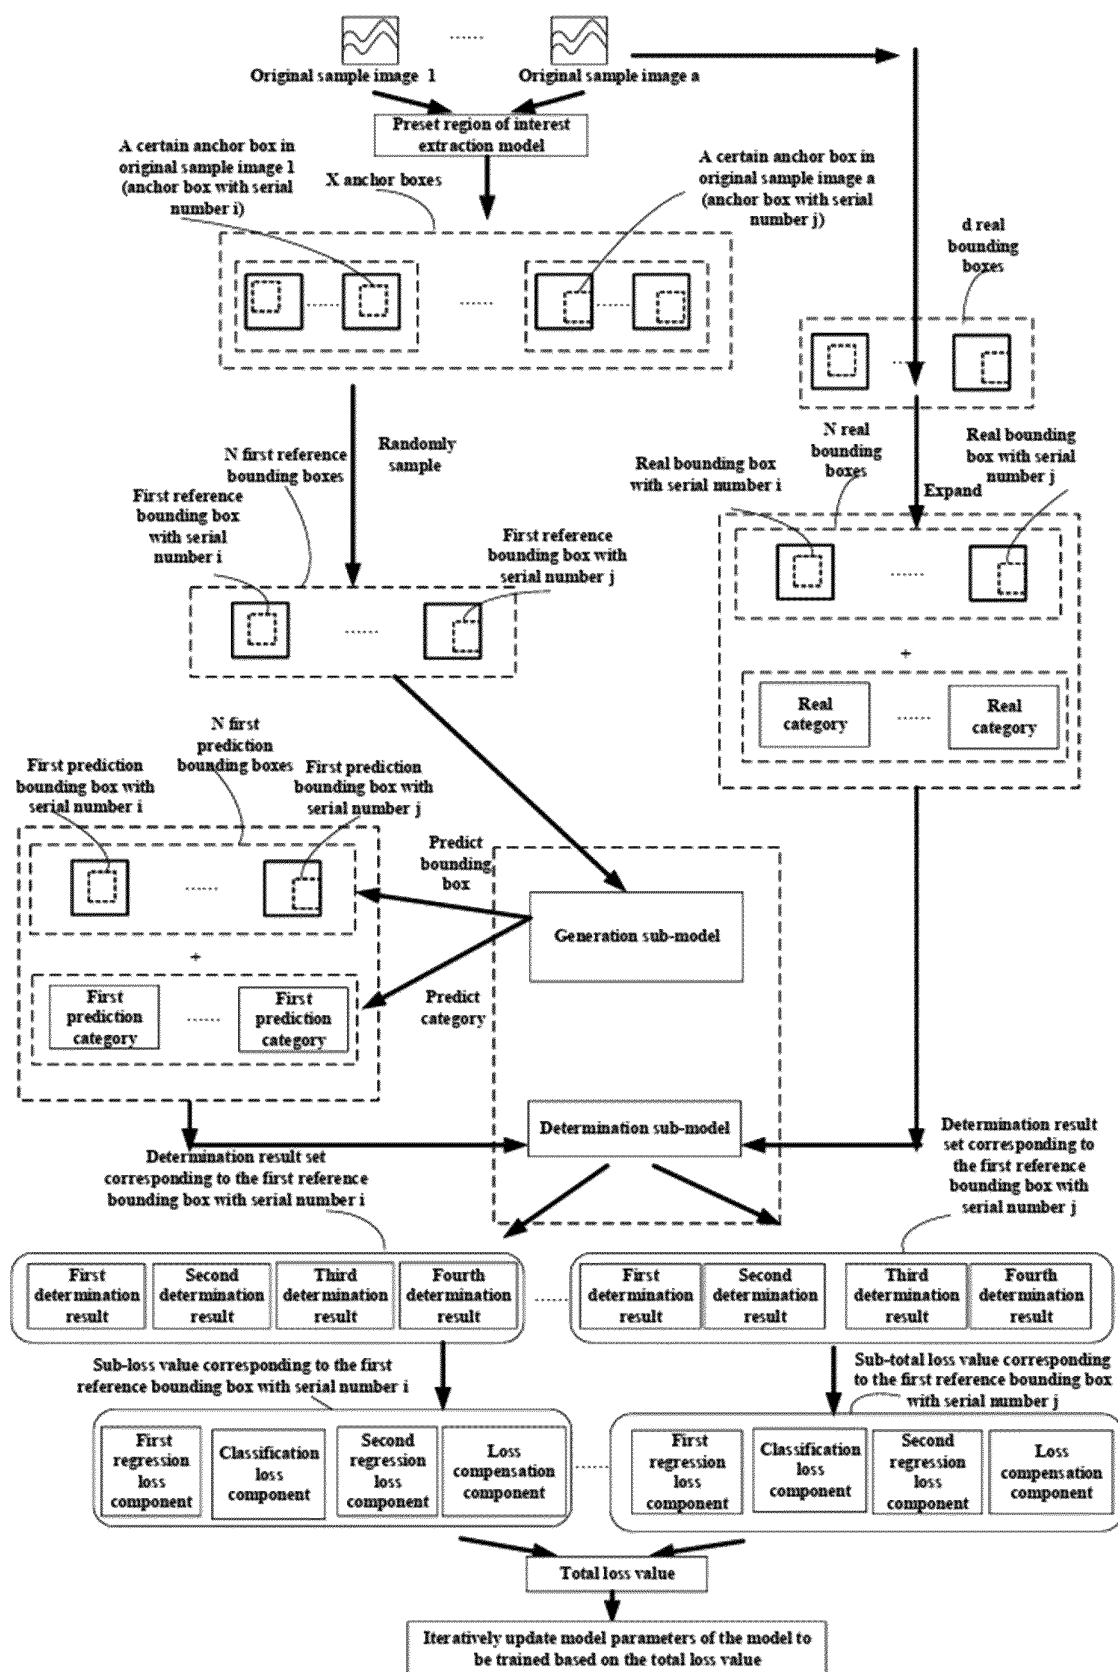 Original sample image 1
Original sample image a
Preset region of interest
extraction model
A certain anchor box in
original sample image 1
(anchor box with serial
number i)
X anchor boxes
A certain anchor box in
original sample image a
(anchor box with serial
number j)
d real
bounding
boxes
Randomly
sample
N first reference
bounding boxes
First reference
bounding box
with serial
number i
First reference
bounding box with
serial number j
N real
bounding
boxes
Real bounding box
with serial number i
Real bounding
box with serial
number j
Expand
+
Real
category
Real
category
N first
prediction
bounding boxes
First prediction
bounding box with
serial number i
First prediction
bounding box with
serial number j
Predict
bounding
box
Generation sub-model
+
First
prediction
category
First
prediction
category
Predict
category
Determination sub-model
Determination result set
corresponding to the first reference
bounding box with serial number i
Determination result
set corresponding to
the first reference
bounding box with
serial number j
First
determination
result
Second
determination
result
Third
determination
result
Fourth
determination
result
First
determination
result
Second
determination
result
Third
determination
result
Fourth
determination
result
Sub-loss value corresponding to the first
reference bounding box with serial number i
Sub-total loss value corresponding
to the first reference bounding box
with serial number j
First
regression
loss
component
Classification
loss
component
Second
regression
loss
component
Loss
compensation
component
First
regression
loss
component
Classification
loss
component
Second
regression
loss
component
Loss
compensation
component
Total loss value
Iteratively update model parameters of the model to
be trained based on the total loss value